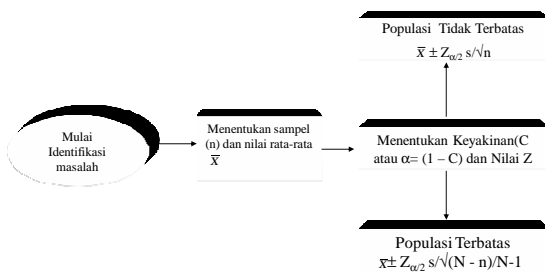 Populasi Tidak Terbatas
x̅ ± Zα/2 s/√n
Mulai
Identifikasi
masalah
Menentukan sampel
(n) dan nilai rata-rata
x̅
Menentukan Keyakinan(C
atau α= (1 – C) dan Nilai Z
Populasi Terbatas
x̅± Zα/2 s/√(N - n)/N-1